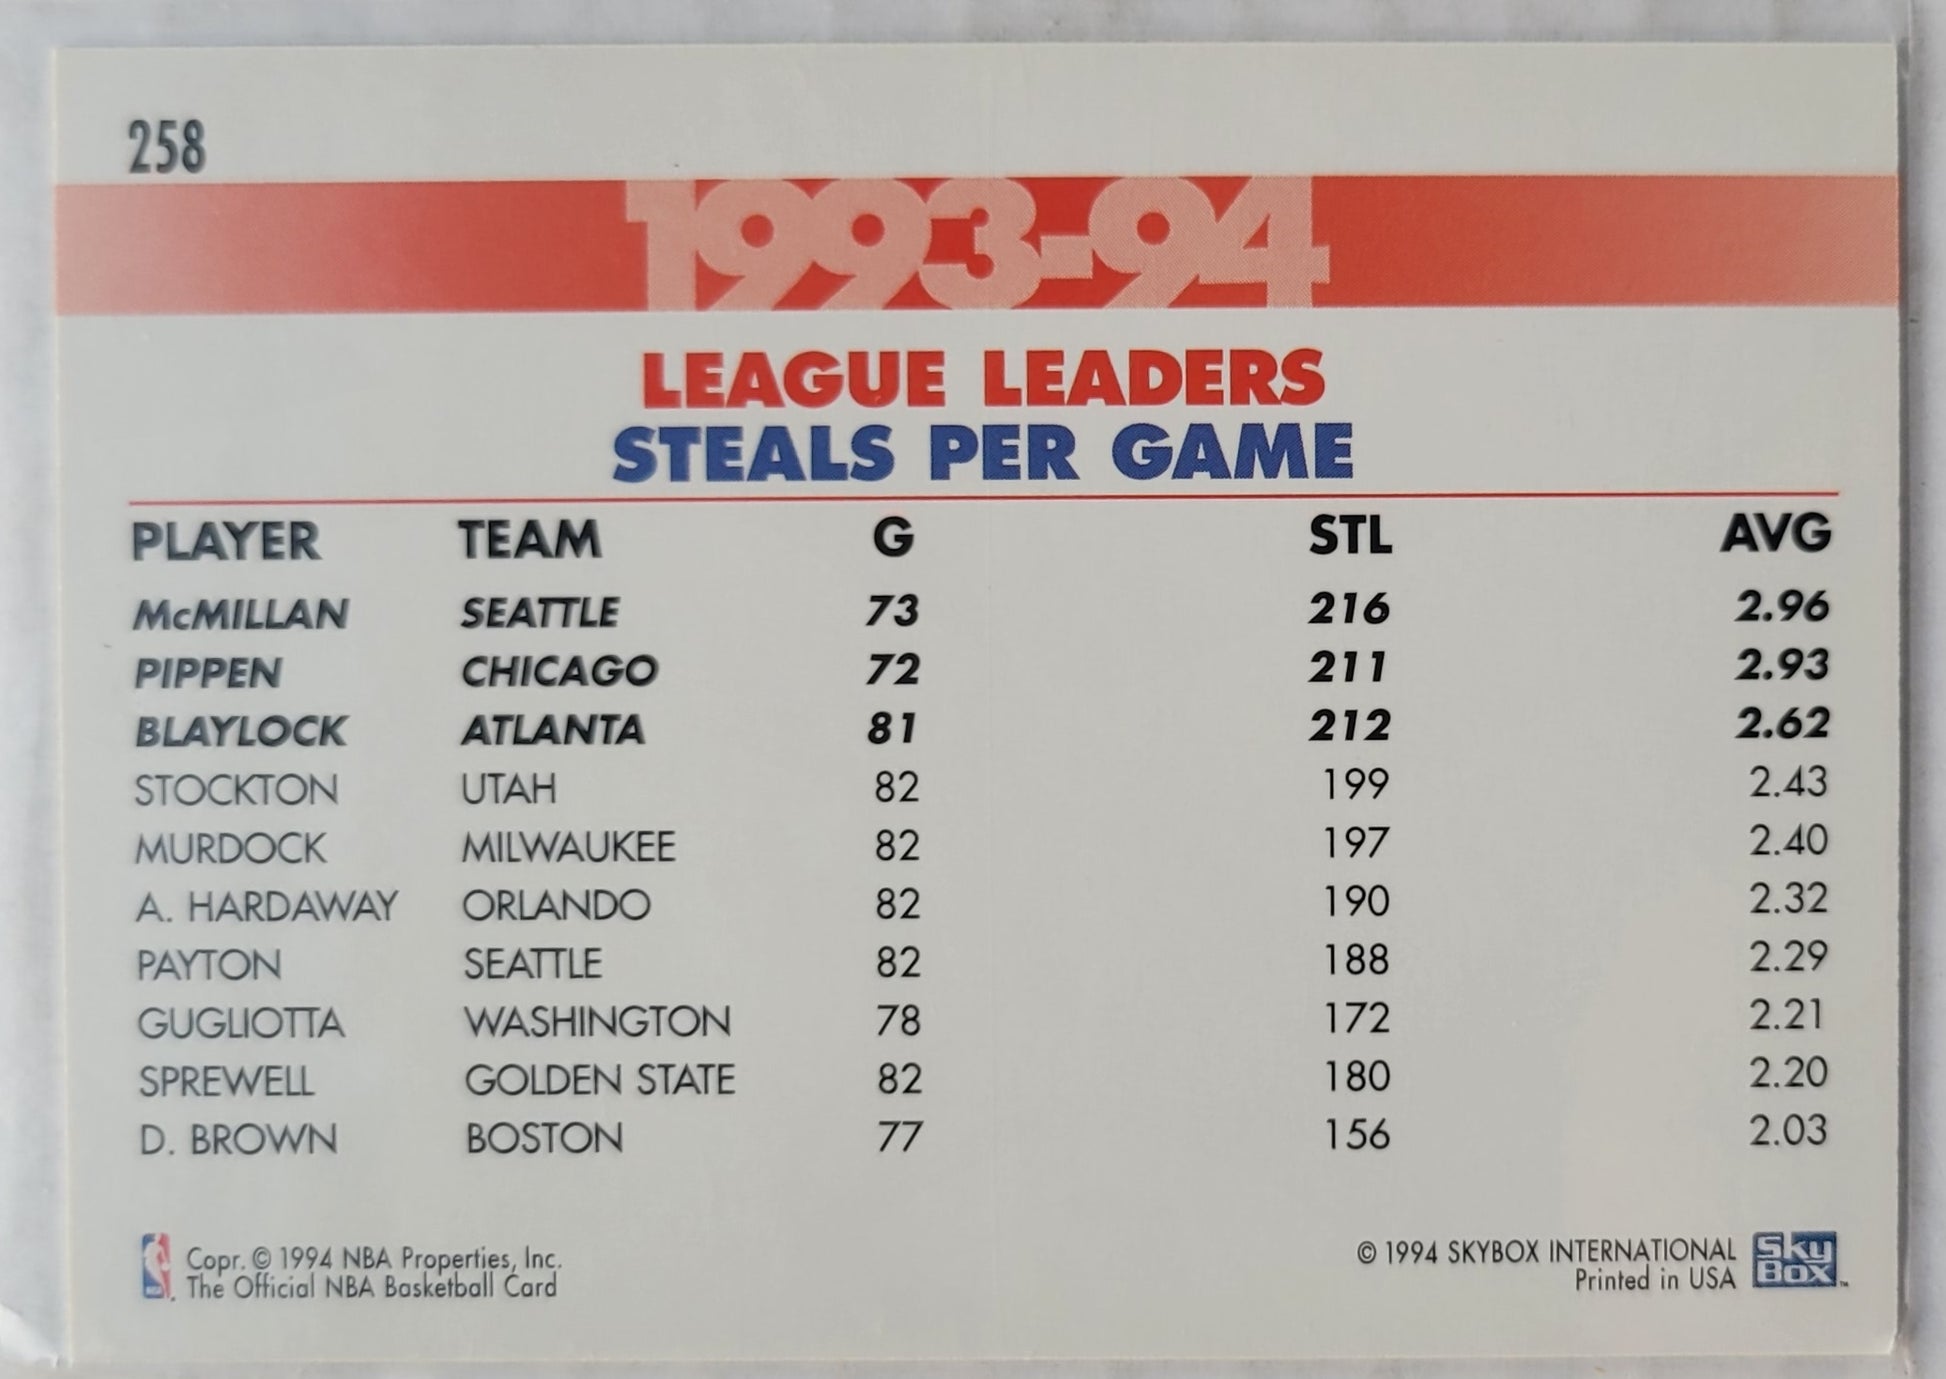 258
1993-94
LEAGUE LEADERS
STEALS PER GAME
PLAYER TEAM G STL AVG
McMILLAN SEATTLE 73 216 2.96
PIPPEN CHICAGO 72 211 2.93
BLAYLOCK ATLANTA 81 212 2.62
STOCKTON UTAH 82 199 2.43
MURDOCK MILWAUKEE 82 197 2.40
A. HARDAWAY ORLANDO 82 190 2.32
PAYTON SEATTLE 82 188 2.29
GUGLIOTTA WASHINGTON 78 172 2.21
SPREWELL GOLDEN STATE 82 180 2.20
D. BROWN BOSTON 77 156 2.03
Copr. © 1994 NBA Properties, Inc.
The Official NBA Basketball Card
© 1994 SKYBOX INTERNATIONAL
Printed in USA
Sky
Box™